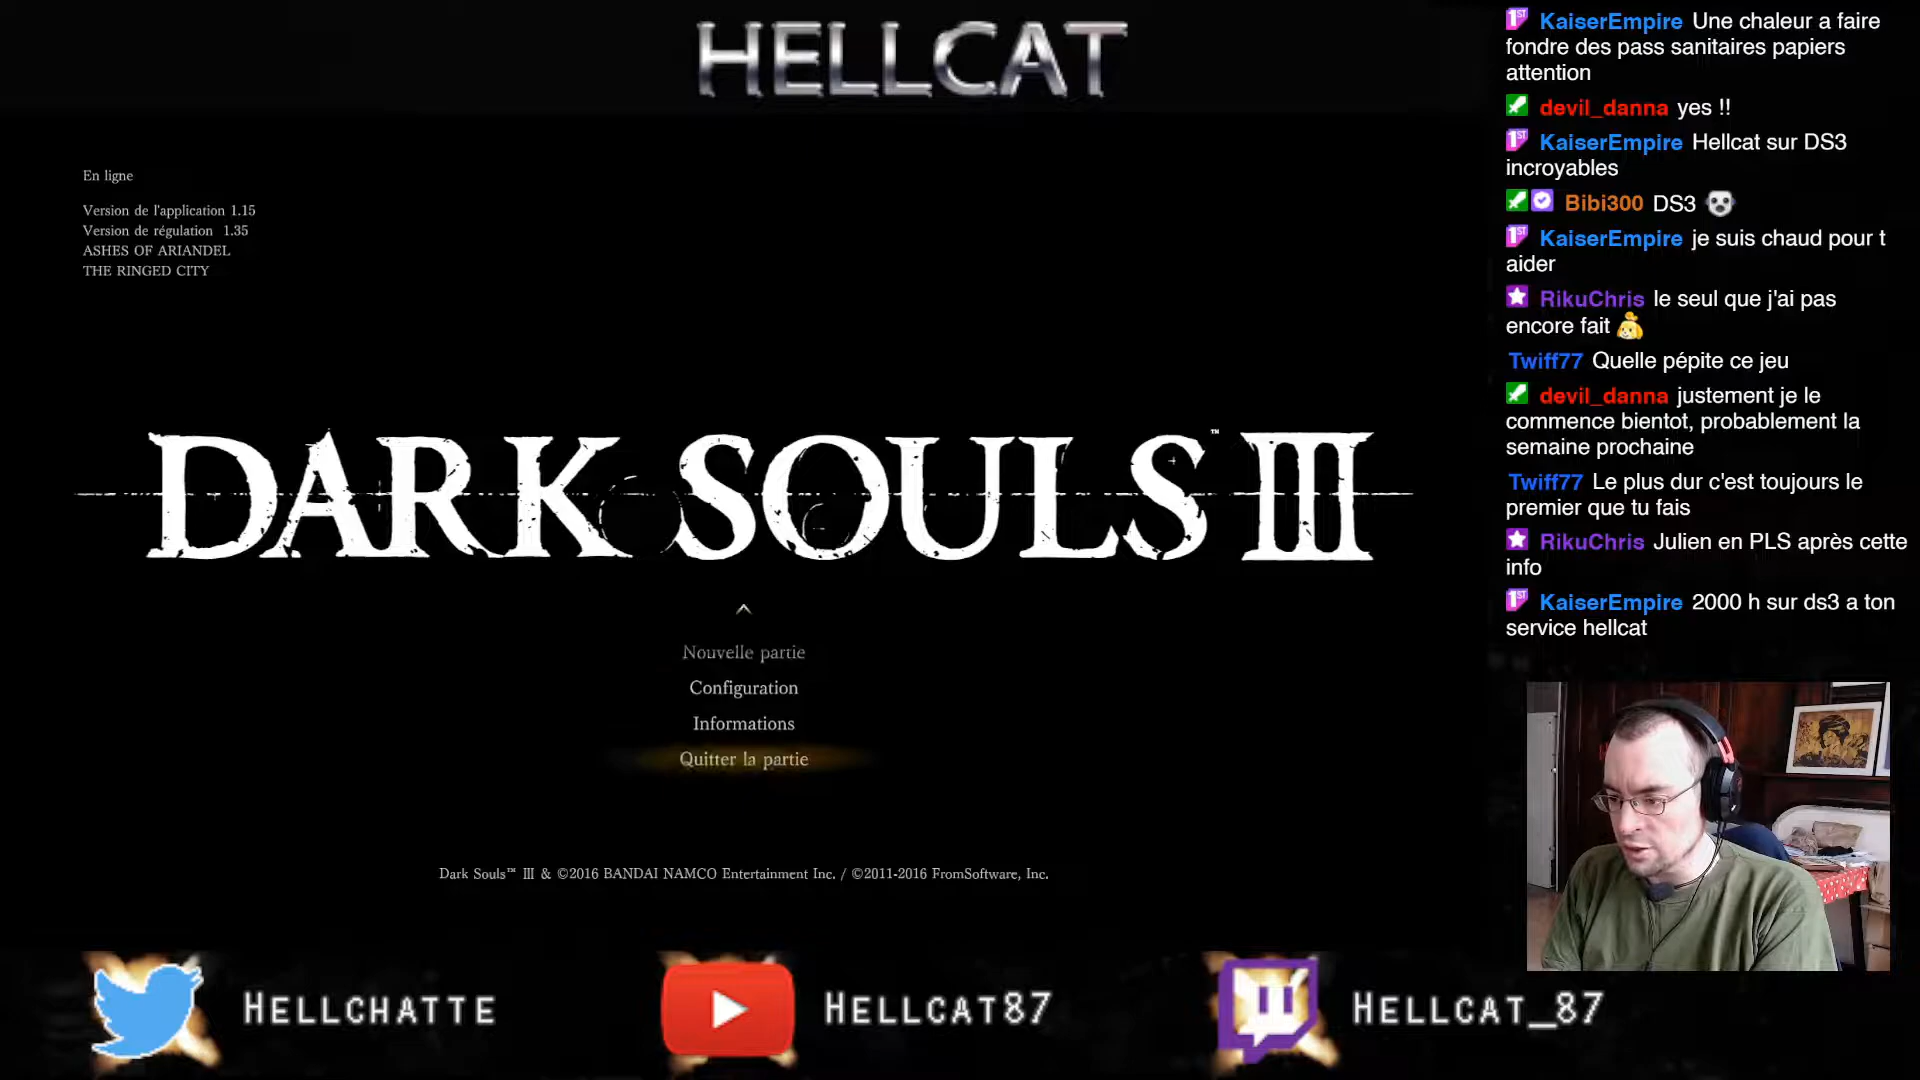 HELLCAT
En ligne
Version de l'application 1.15
Version de régulation 1.35
ASHES OF ARIANDEL
THE RINGED CITY
DARK SOULS™ III
Nouvelle partie
Configuration
Informations
Quitter la partie
Dark Souls™ III & ©2016 BANDAI NAMCO Entertainment Inc. / ©2011-2016 FromSoftware, Inc.
1ST KaiserEmpire Une chaleur a faire
fondre des pass sanitaires papiers
attention
devil_danna yes !!
1ST KaiserEmpire Hellcat sur DS3
incroyables
Bibi300 DS3
1ST KaiserEmpire je suis chaud pour t
aider
RikuChris le seul que j'ai pas
encore fait
Twiff77 Quelle pépite ce jeu
devil_danna justement je le
commence bientot, probablement la
semaine prochaine
Twiff77 Le plus dur c'est toujours le
premier que tu fais
RikuChris Julien en PLS après cette
info
1ST KaiserEmpire 2000 h sur ds3 a ton
service hellcat
HELLCHATTE
HELLCAT87
HELLCAT_87